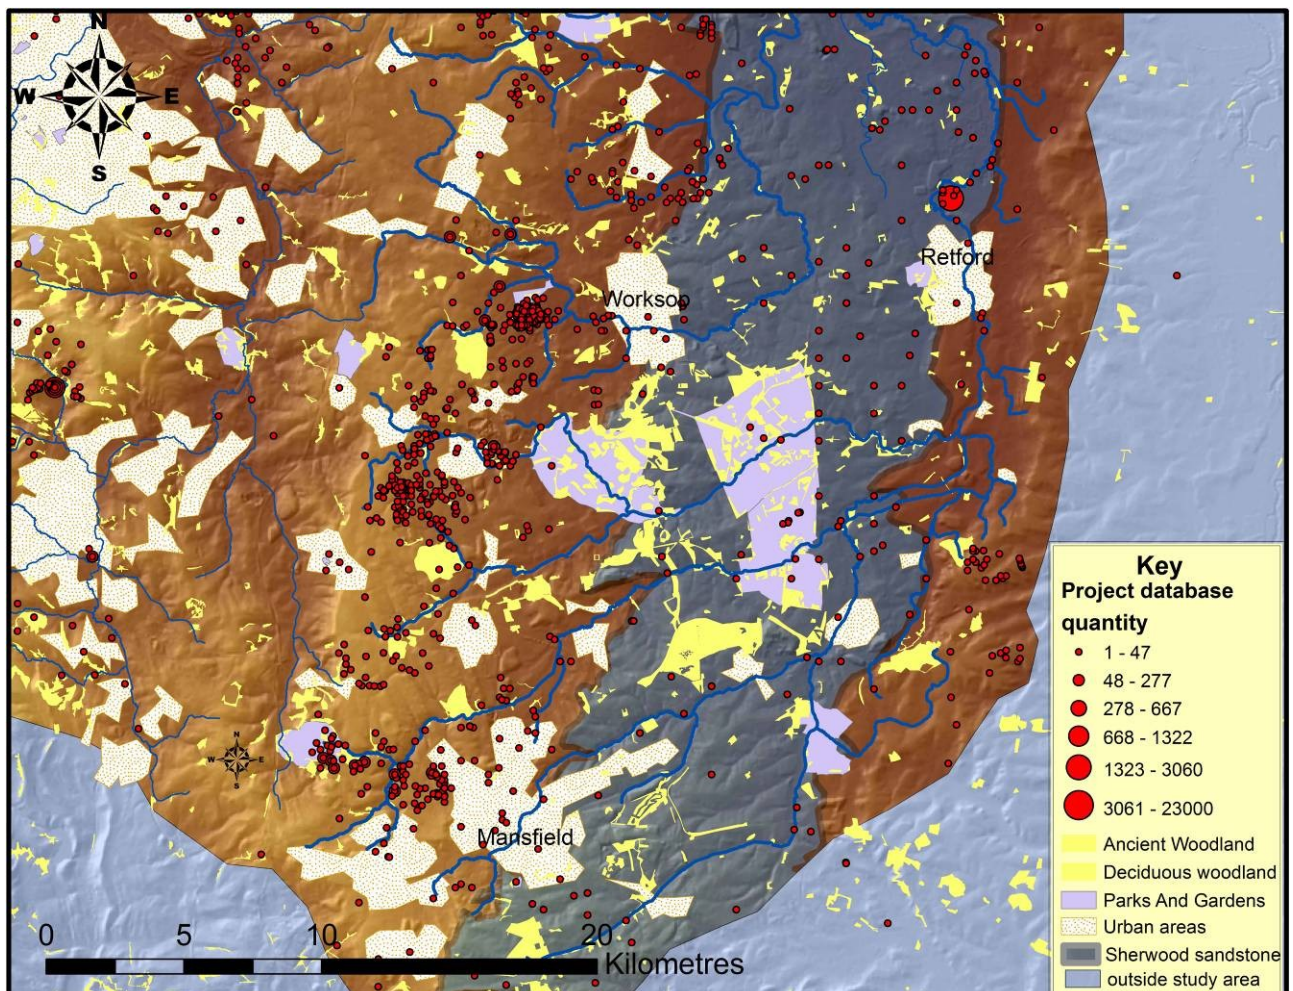 N
W
E
S
Retford
Worksop
N
W
E
S
Mansfield
0
5
10
20
Kilometres
Key
Project database
quantity
1 - 47
48 - 277
278 - 667
668 - 1322
1323 - 3060
3061 - 23000
Ancient Woodland
Deciduous woodland
Parks And Gardens
Urban areas
Sherwood sandstone
outside study area